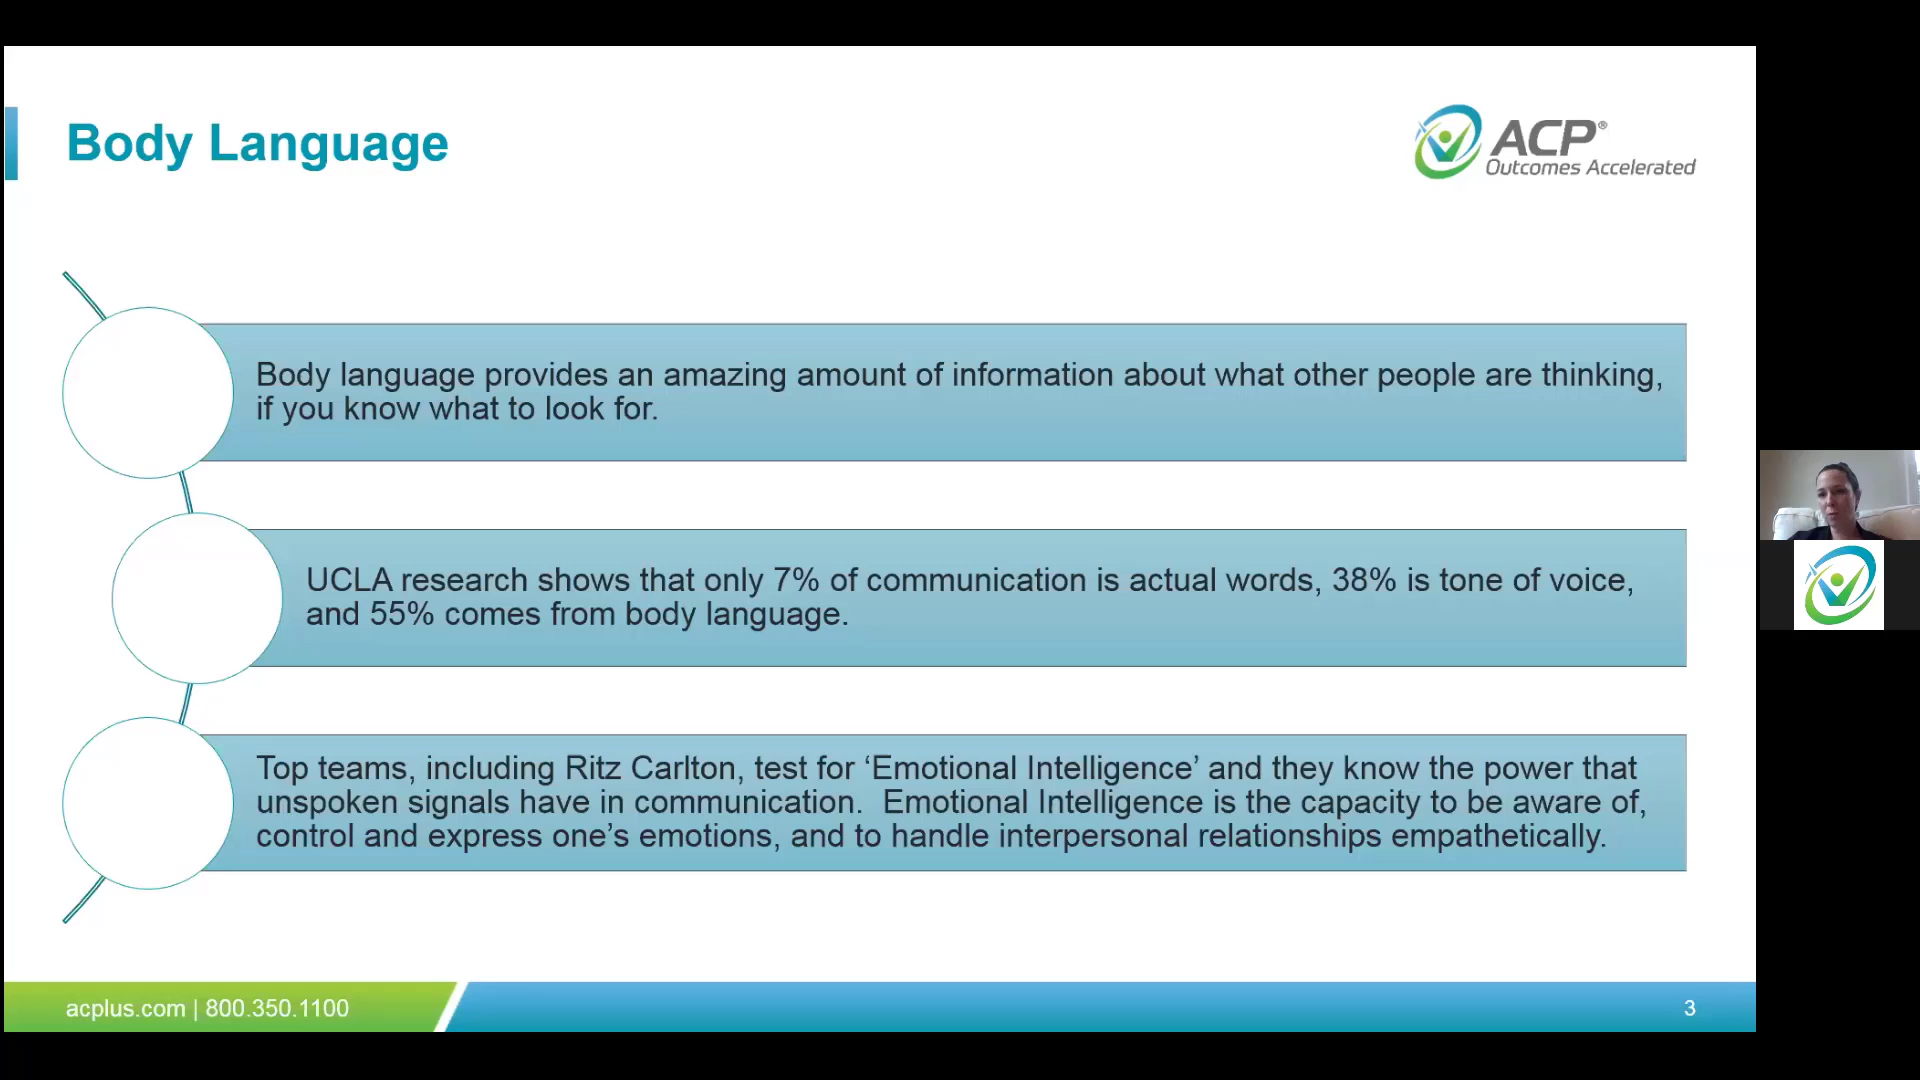 Body Language
ACP®
Outcomes Accelerated
Body language provides an amazing amount of information about what other people are thinking,
if you know what to look for.
UCLA research shows that only 7% of communication is actual words, 38% is tone of voice,
and 55% comes from body language.
Top teams, including Ritz Carlton, test for ‘Emotional Intelligence’ and they know the power that
unspoken signals have in communication.  Emotional Intelligence is the capacity to be aware of,
control and express one’s emotions, and to handle interpersonal relationships empathetically.
acplus.com | 800.350.1100
3